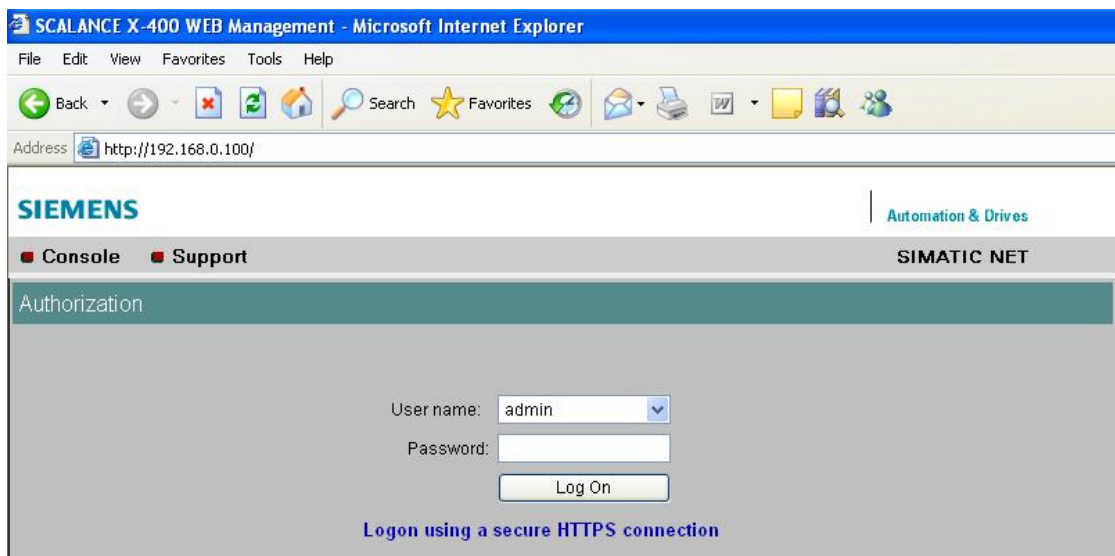 SCALANCE X-400 WEB Management - Microsoft Internet Explorer
File Edit View Favorites Tools Help
Back Search Favorites W
Address http://192.168.0.100/
SIEMENS
Automation & Drives
Console Support SIMATIC NET
Authorization
User name: admin
Password:
Log On
Logon using a secure HTTPS connection